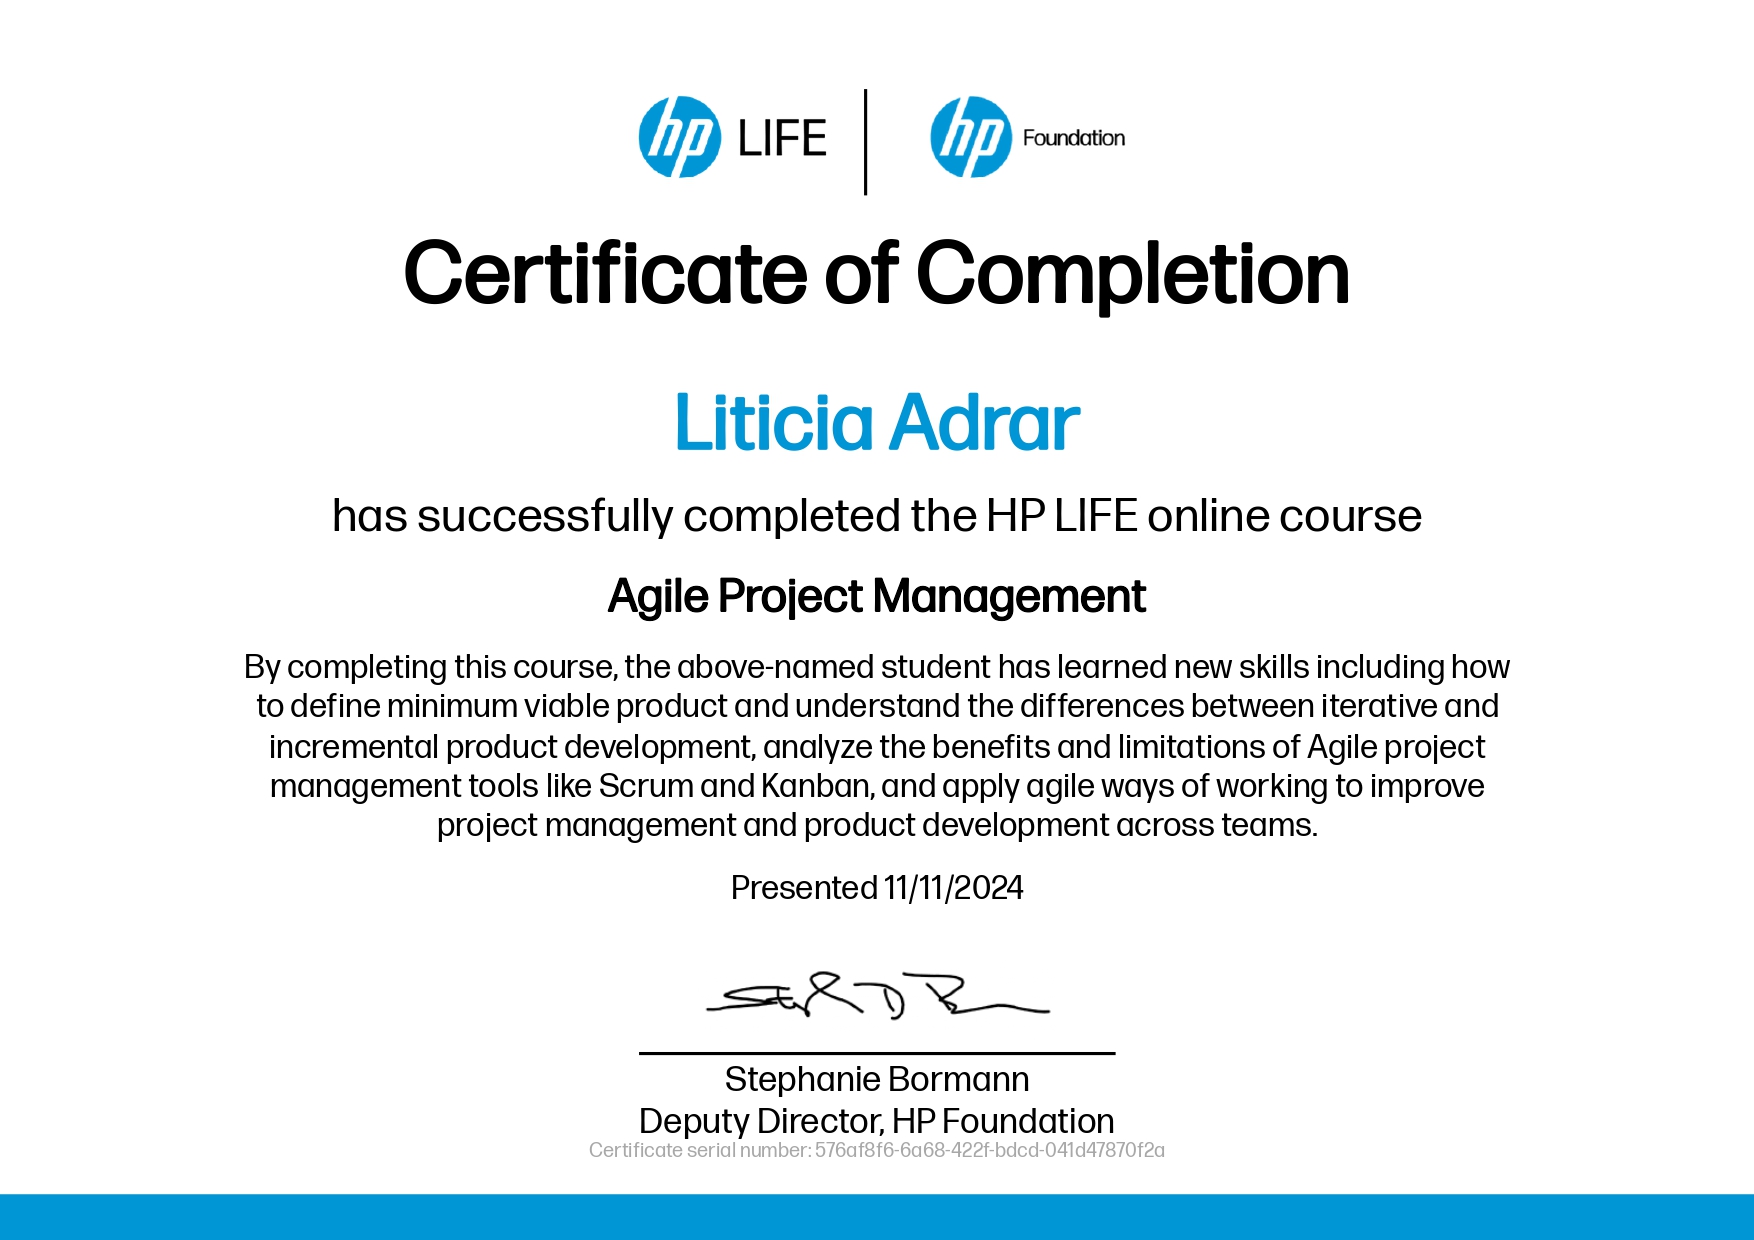 hp LIFE hp Foundation
Certificate of Completion
Liticia Adrar
has successfully completed the HP LIFE online course
Agile Project Management
By completing this course, the above-named student has learned new skills including how
to define minimum viable product and understand the differences between iterative and
incremental product development, analyze the benefits and limitations of Agile project
management tools like Scrum and Kanban, and apply agile ways of working to improve
project management and product development across teams.
Presented 11/11/2024
Stephanie Bormann
Deputy Director, HP Foundation
Certificate serial number: 576af8f6-6a68-422f-bdcd-041d47870f2a